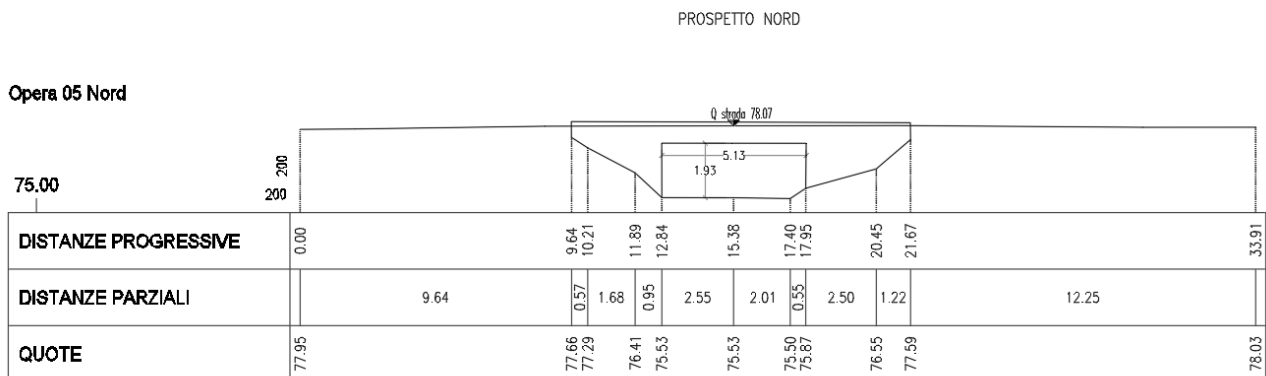 PROSPETTO NORD
Opera 05 Nord
Q strada 78.07
5.13
1.93
200
200
75.00
DISTANZE PROGRESSIVE 0.00 9.64 10.21 11.89 12.84 15.38 17.40 17.95 20.45 21.67 33.91
DISTANZE PARZIALI 9.64 0.57 1.68 0.95 2.55 2.01 0.55 2.50 1.22 12.25
QUOTE 77.95 77.66 77.29 76.41 75.53 75.53 75.50 75.87 76.55 77.59 78.03